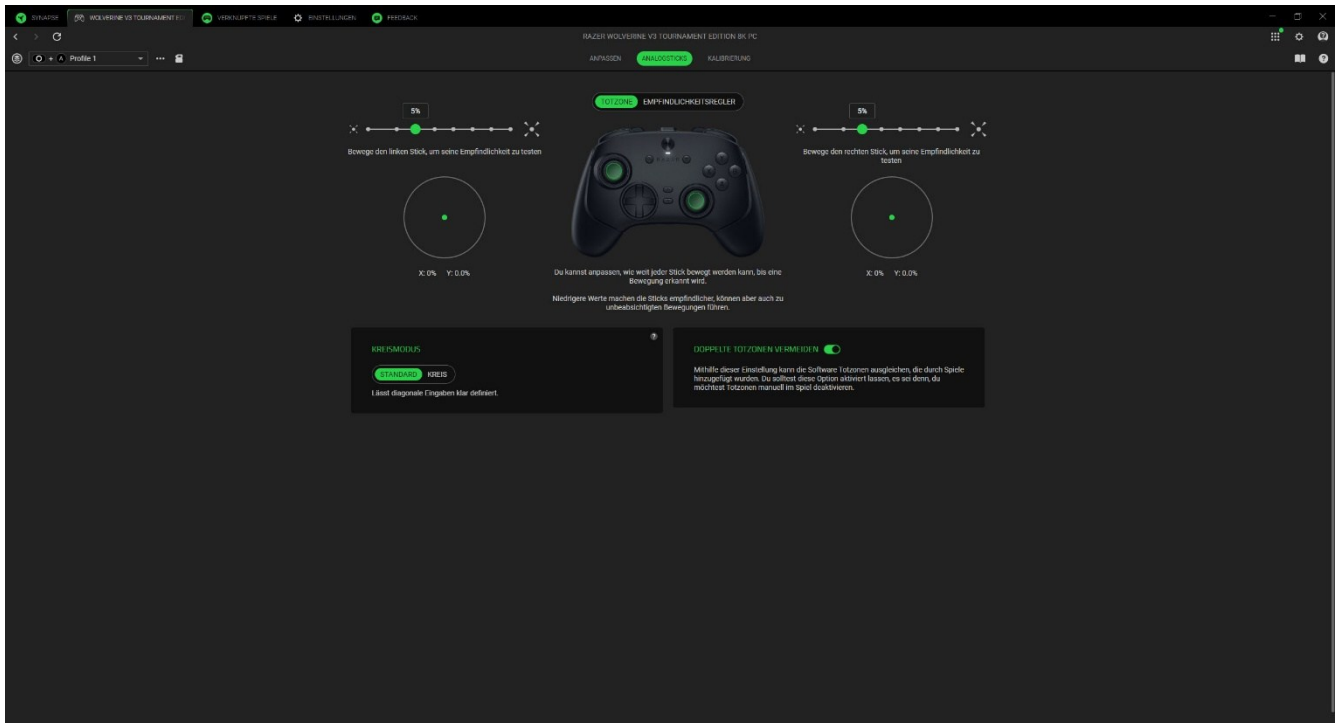 SYNAPSE
WOLVERINE V3 TOURNAMENT EDI
VERKNÜPFTE SPIELE
EINSTELLUNGEN
FEEDBACK
RAZER WOLVERINE V3 TOURNAMENT EDITION 8K PC
+ A Profile 1
ANPASSEN
ANALOGSTICKS
KALIBRIERUNG
TOTZONE
EMPFINDLICHKEITSREGLER
5%
Bewege den linken Stick, um seine Empfindlichkeit zu testen
X: 0% Y: 0.0%
Du kannst anpassen, wie weit jeder Stick bewegt werden kann, bis eine
Bewegung erkannt wird.
Niedrigere Werte machen die Sticks empfindlicher, können aber auch zu
unbeabsichtigten Bewegungen führen.
5%
Bewege den rechten Stick, um seine Empfindlichkeit zu
testen
X: 0% Y: 0.0%
KREISMODUS
STANDARD
KREIS
Lässt diagonale Eingaben klar definiert.
DOPPELTE TOTZONEN VERMEIDEN
Mithilfe dieser Einstellung kann die Software Totzonen ausgleichen, die durch Spiele
hinzugefügt wurden. Du solltest diese Option aktiviert lassen, es sei denn, du
möchtest Totzonen manuell im Spiel deaktivieren.